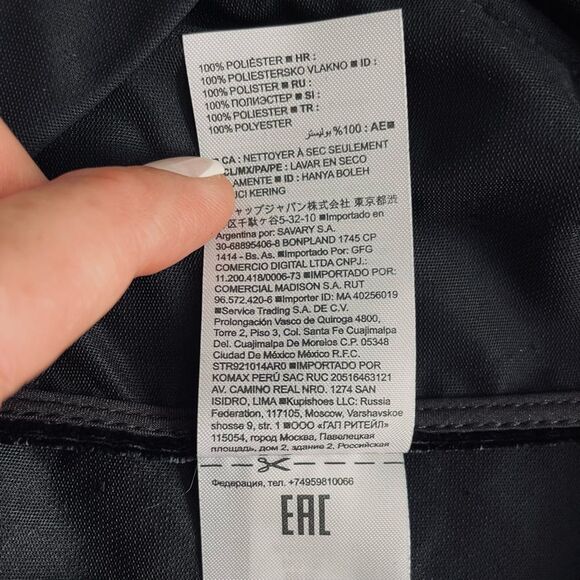 100% POLIÉSTER ■ HR :
100% POLIESTERSKO VLAKNO ■ ID :
100% POLISTER ■ RU :
100% ПОЛИЭСТЕР ■ SI :
100% POLIESTER ■ TR :
100% POLYESTER
■AE :100% بوليستر
■ CA : NETTOYER À SEC SEULEMENT
CL/MX/PA/PE : LAVAR EN SECO
■ ID : HANYA BOLEH
CUCI KERING
ャップジャパン株式会社 東京都渋
区千駄ヶ谷5-32-10 ■Importado en
Argentina por: SAVARY S.A.
30-68895406-8 BONPLAND 1745 CP
1414 - Bs. As. ■Importado por: GFG
COMERCIO DIGITAL LTDA CNPJ.:
11.200.418/0006-73 ■IMPORTADO POR:
COMERCIAL MADISON S.A. RUT
96.572.420-6 ■Importer ID: MA 40256019
■Service Trading S.A. DE C.V.
Prolongación Vasco de Quiroga 4800,
Torre 2, Piso 3, Col. Santa Fe Cuajimalpa
Del. Cuajimalpa De Morelos C.P. 05348
Ciudad De México México R.F.C.
STR921014AR0 ■IMPORTADO POR
KOMAX PERÚ SAC RUC 20516463121
AV. CAMINO REAL NRO. 1274 SAN
ISIDRO, LIMA ■Kupishoes LLC: Russia
Federation, 117105, Moscow, Varshavskoe
shosse 9, str. 1 ■ООО «ГАП РИТЕЙЛ»
115054, город Москва, Павелецкая
площадь, дом 2, здание 2, Российская
Федерация, тел. +74959810066
EAC